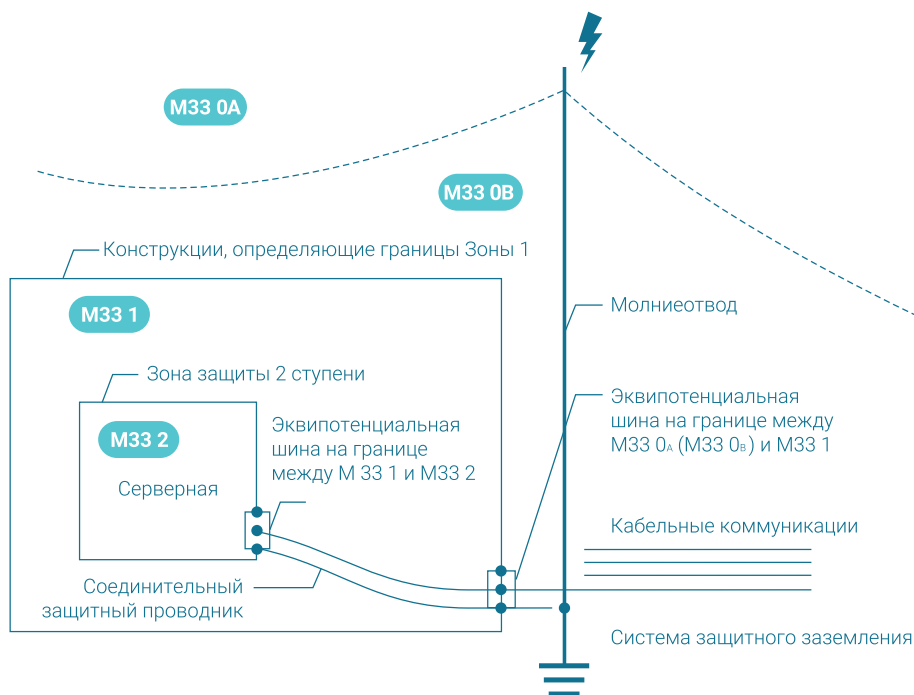 МЗЗ 0А
МЗЗ 0В
Конструкции, определяющие границы Зоны 1
МЗЗ 1
Молниеотвод
Зона защиты 2 ступени
МЗЗ 2
Серверная
Эквипотенциальная
шина на границе
между М ЗЗ 1 и МЗЗ 2
Эквипотенциальная
шина на границе между
МЗЗ 0А (МЗЗ 0В) и МЗЗ 1
Кабельные коммуникации
Соединительный
защитный проводник
Система защитного заземления